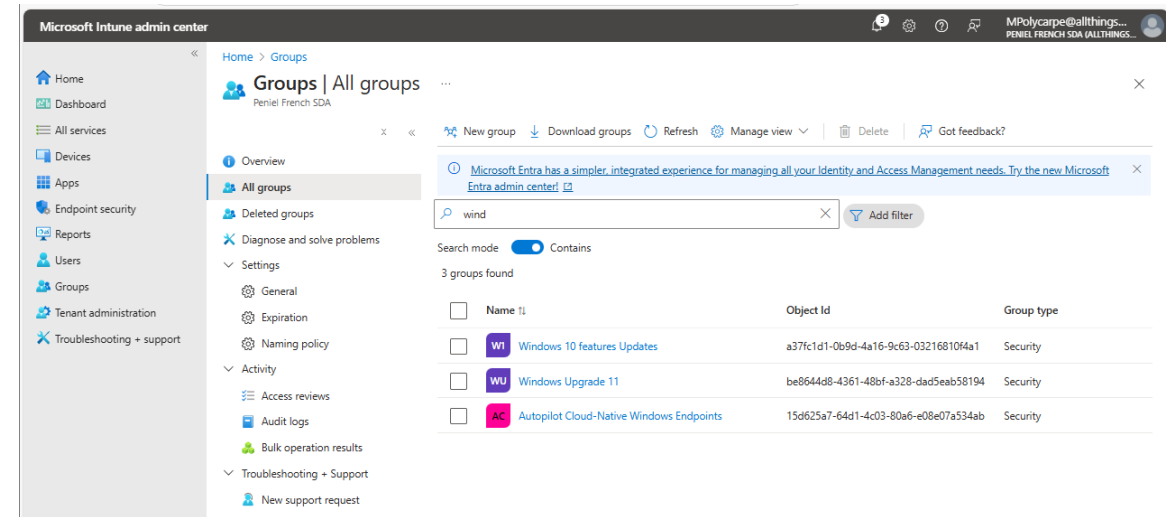 Microsoft Intune admin center
3
MPolycarpe@allthings...
PENIEL FRENCH SDA (ALLTHINGS...
«
Home
Dashboard
All services
Devices
Apps
Endpoint security
Reports
Users
Groups
Tenant administration
Troubleshooting + support
Home > Groups
Groups | All groups ...
Peniel French SDA
«
Overview
All groups
Deleted groups
Diagnose and solve problems
Settings
General
Expiration
Naming policy
Activity
Access reviews
Audit logs
Bulk operation results
Troubleshooting + Support
New support request
New group Download groups Refresh Manage view Delete Got feedback?
Microsoft Entra has a simpler, integrated experience for managing all your Identity and Access Management needs. Try the new Microsoft
Entra admin center!
wind
Add filter
Search mode Contains
3 groups found
Name Object Id Group type
W1 Windows 10 features Updates a37fc1d1-0b9d-4a16-9c63-03216810f4a1 Security
WU Windows Upgrade 11 be8644d8-4361-48bf-a328-dad5eab58194 Security
AC Autopilot Cloud-Native Windows Endpoints 15d625a7-64d1-4c03-80a6-e08e07a534ab Security